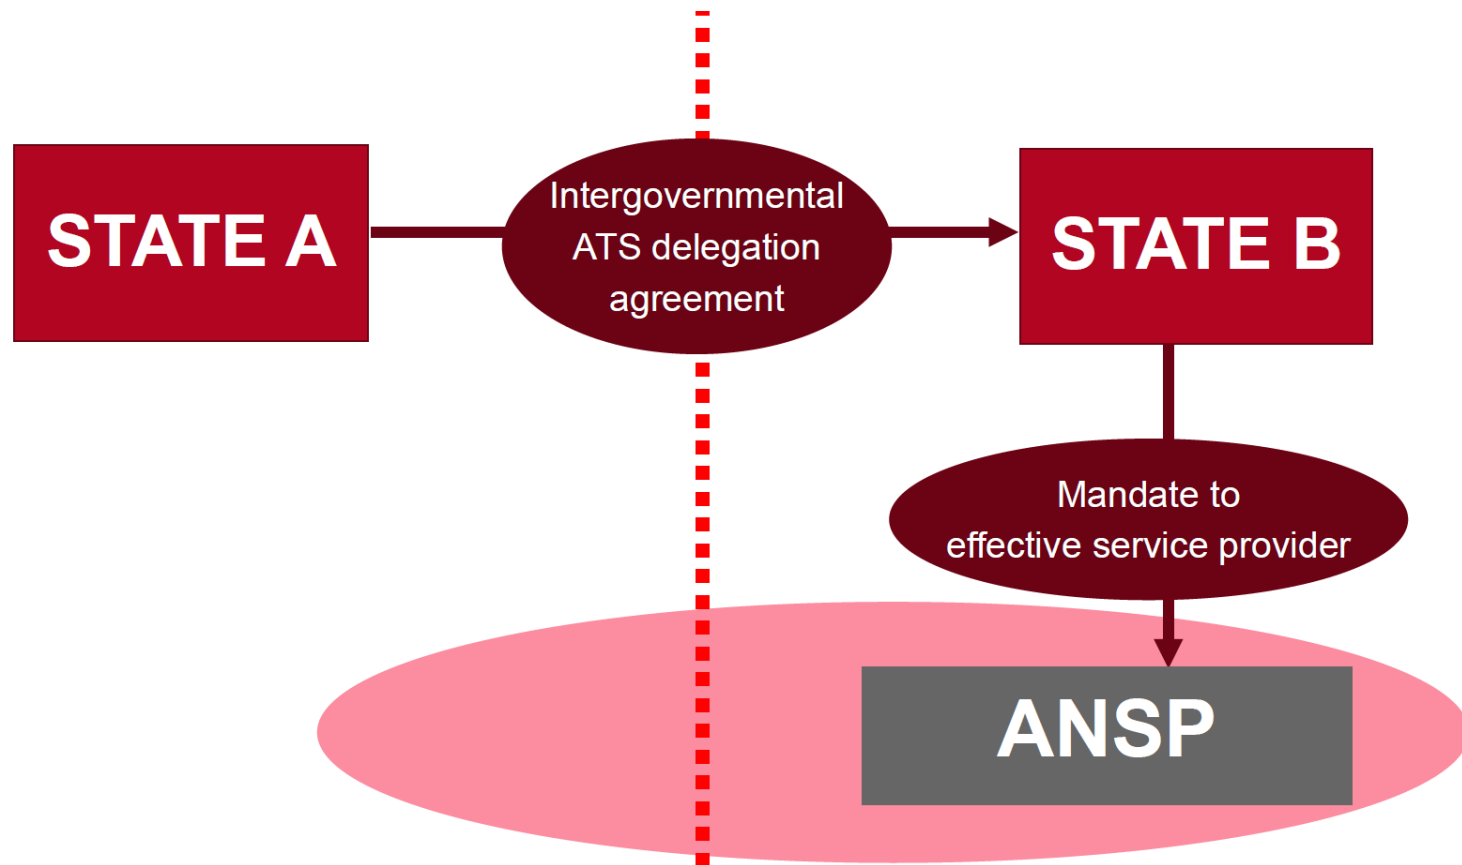 STATE A
Intergovernmental
ATS delegation
agreement
STATE B
Mandate to
effective service provider
ANSP